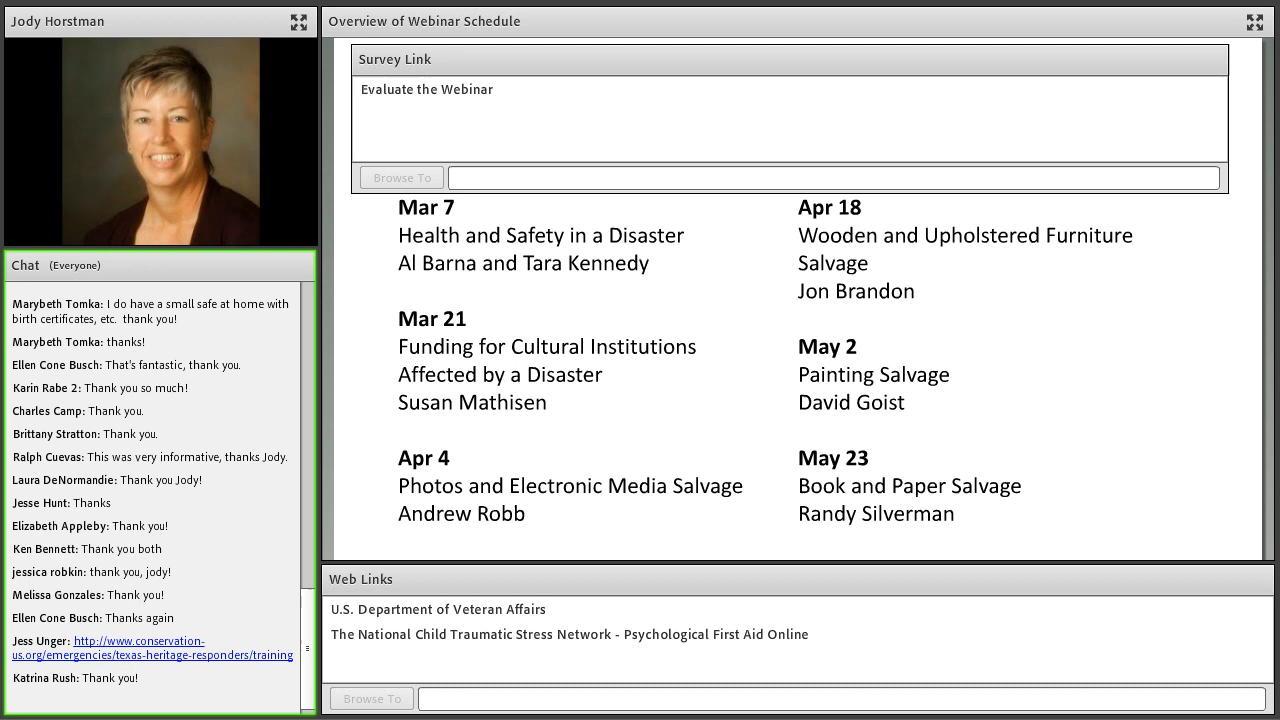 Jody Horstman
Chat (Everyone)
Marybeth Tomka: I do have a small safe at home with
birth certificates, etc. thank you!
Marybeth Tomka: thanks!
Ellen Cone Busch: That's fantastic, thank you.
Karin Rabe 2: Thank you so much!
Charles Camp: Thank you.
Brittany Stratton: Thank you.
Ralph Cuevas: This was very informative, thanks Jody.
Laura DeNormandie: Thank you Jody!
Jesse Hunt: Thanks
Elizabeth Appleby: Thank you!
Ken Bennett: Thank you both
jessica robkin: thank you, jody!
Melissa Gonzales: Thank you!
Ellen Cone Busch: Thanks again
Jess Unger: http://www.conservation-
us.org/emergencies/texas-heritage-responders/training
Katrina Rush: Thank you!
Overview of Webinar Schedule
Survey Link
Evaluate the Webinar
Browse To
Mar 7
Health and Safety in a Disaster
Al Barna and Tara Kennedy
Mar 21
Funding for Cultural Institutions
Affected by a Disaster
Susan Mathisen
Apr 4
Photos and Electronic Media Salvage
Andrew Robb
Apr 18
Wooden and Upholstered Furniture
Salvage
Jon Brandon
May 2
Painting Salvage
David Goist
May 23
Book and Paper Salvage
Randy Silverman
Web Links
U.S. Department of Veteran Affairs
The National Child Traumatic Stress Network - Psychological First Aid Online
Browse To